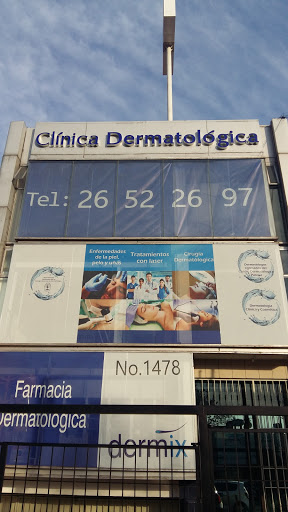 Clínica Dermatológica
Tel: 26 52 26 97
Enfermedades
de la piel,
pelo y uñas
Tratamientos
con laser
Cirugía
Dermatológica
No.1478
Farmacia
Dermatologica
dermix